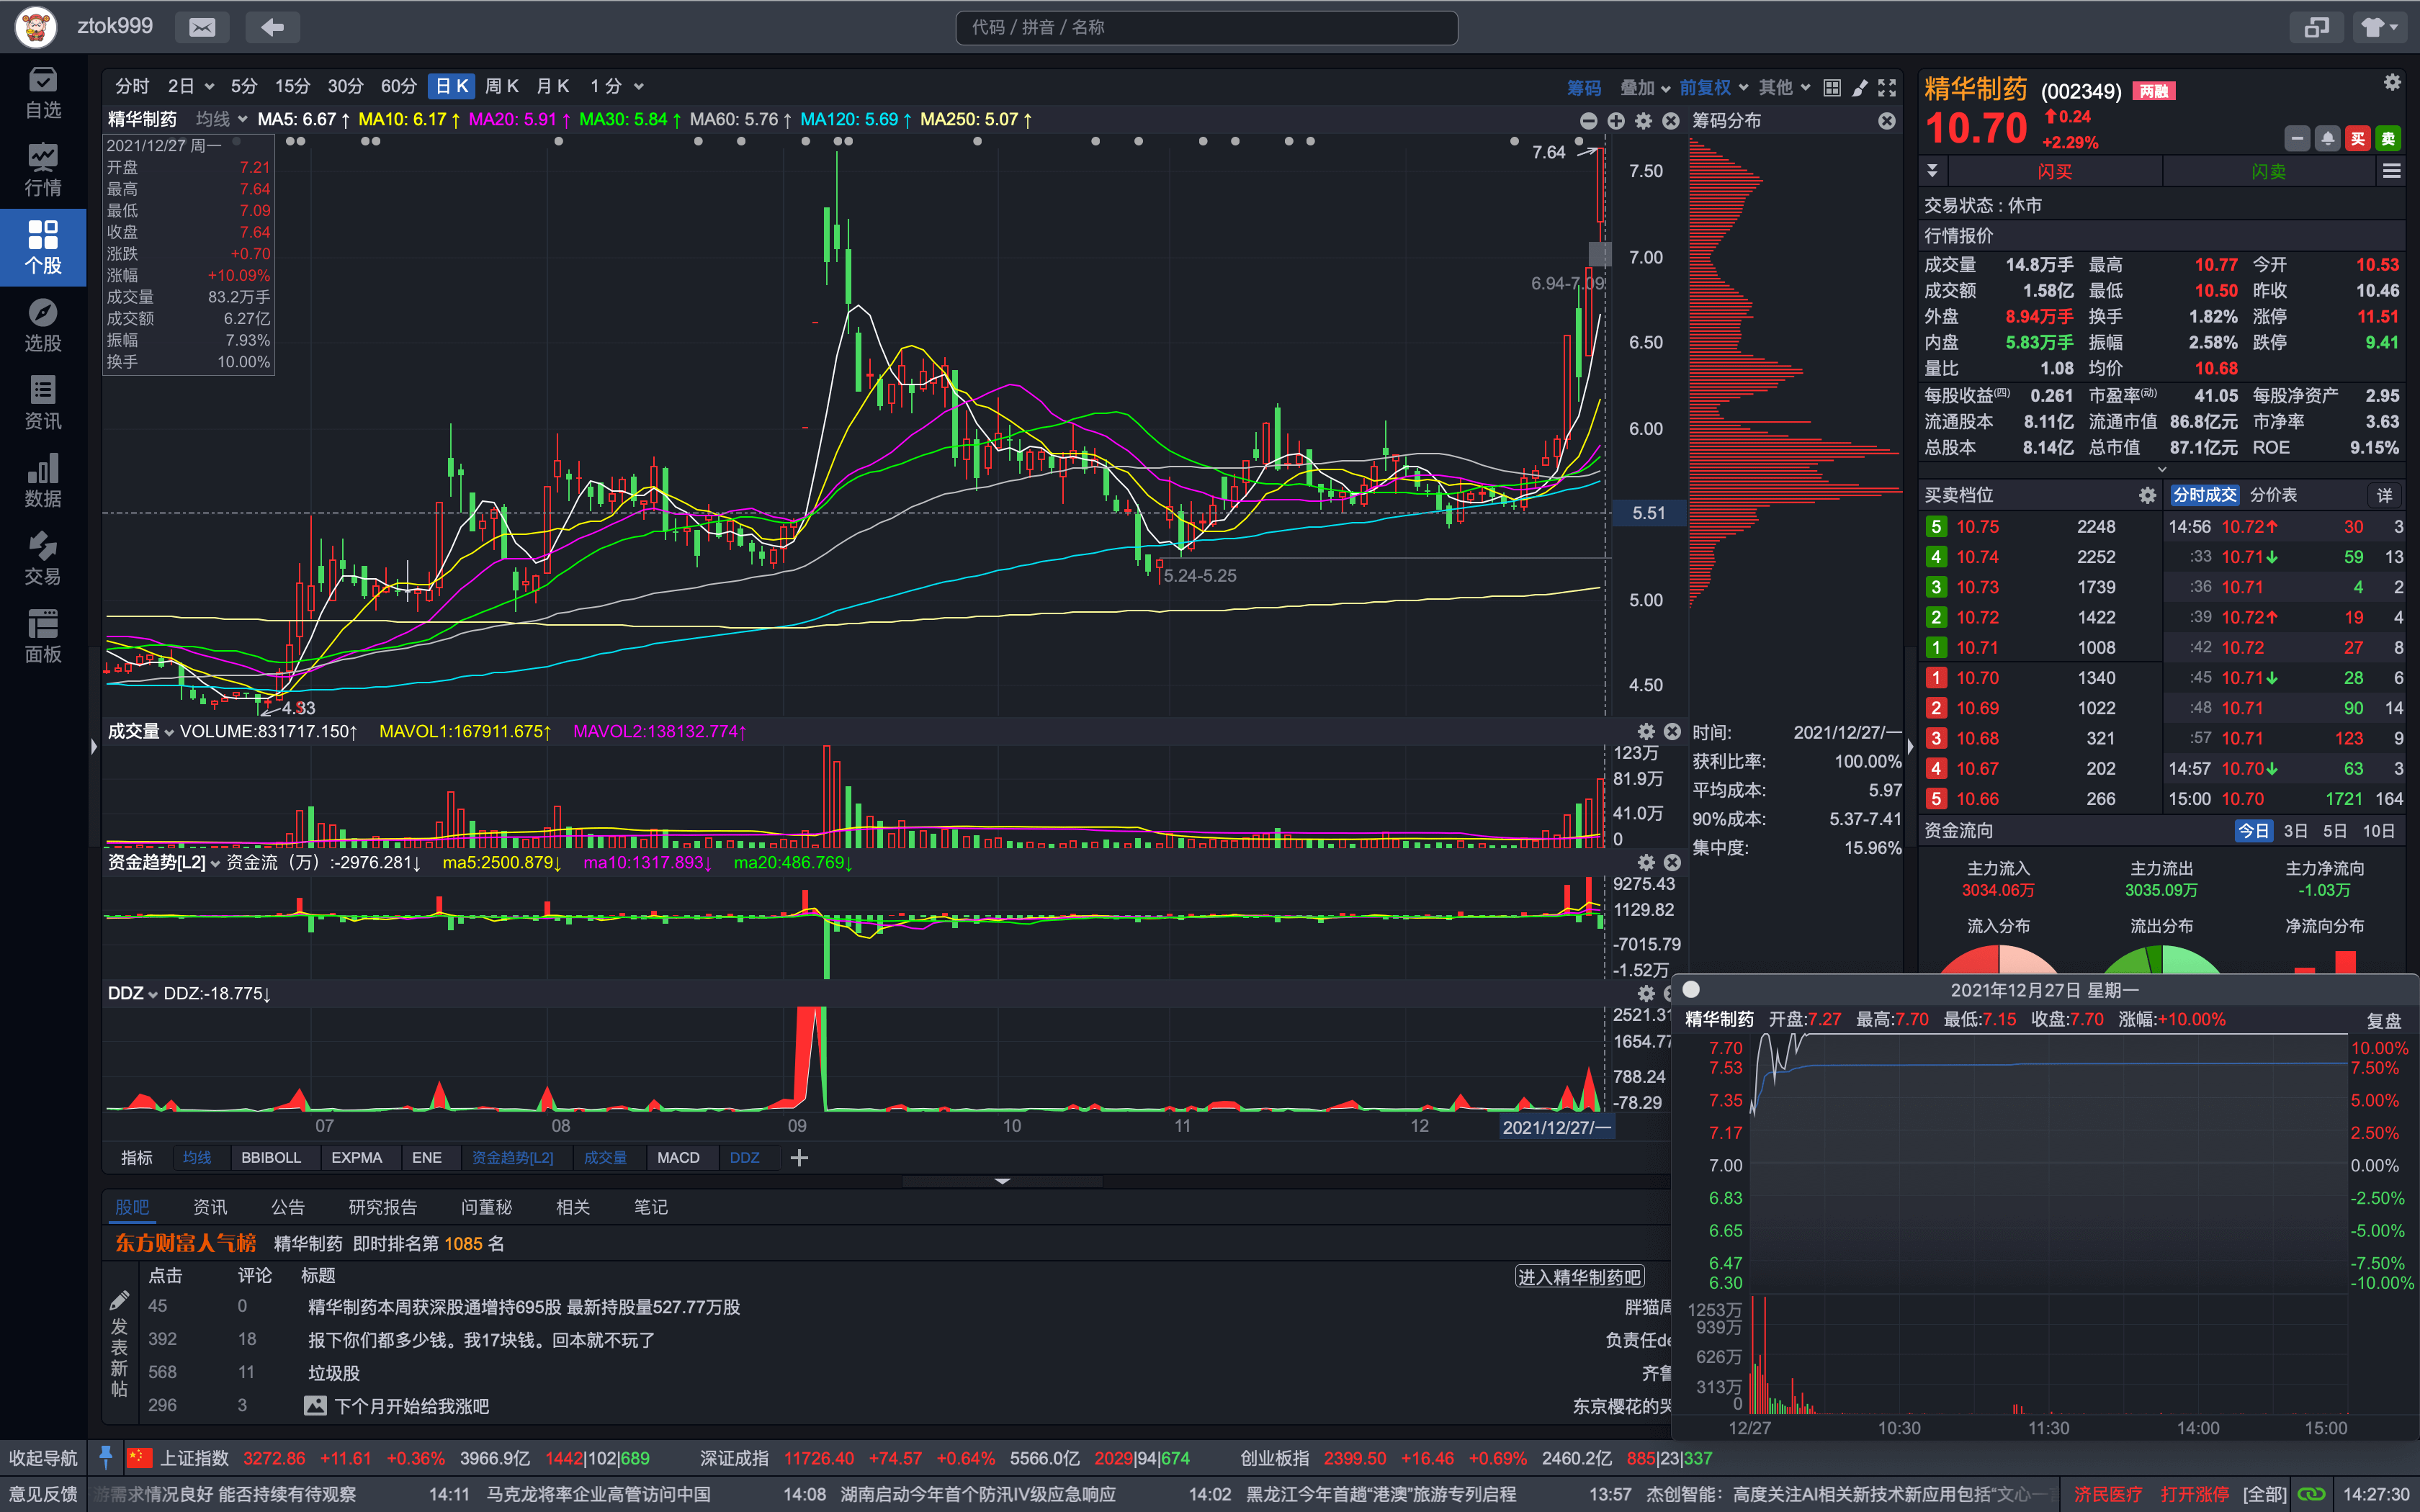 ztok999
代码 / 拼音 / 名称
自选
行情
个股
选股
资讯
数据
交易
面板
分时 2日 5分 15分 30分 60分 日K 周K 月K 1分 筹码 叠加 前复权 其他
精华制药 均线 MA5: 6.67↑ MA10: 6.17↑ MA20: 5.91↑ MA30: 5.84↑ MA60: 5.76↑ MA120: 5.69↑ MA250: 5.07↑
筹码分布
2021/12/27 周一
开盘 7.21
最高 7.64
最低 7.09
收盘 7.64
涨跌 +0.70
涨幅 +10.09%
成交量 83.2万手
成交额 6.27亿
振幅 7.93%
换手 10.00%
7.64
6.94-7.09
5.24-5.25
4.33
7.50
7.00
6.50
6.00
5.51
5.00
4.50
成交量 VOLUME:831717.150↑ MAVOL1:167911.675↑ MAVOL2:138132.774↑
123万
81.9万
41.0万
0
时间: 2021/12/27/一
获利比率: 100.00%
平均成本: 5.97
90%成本: 5.37-7.41
集中度: 15.96%
资金趋势[L2] 资金流（万）:-2976.281↓ ma5:2500.879↓ ma10:1317.893↓ ma20:486.769↓
9275.43
1129.82
-7015.79
-1.52万
DDZ DDZ:-18.775↓
2521.31
1654.77
788.24
-78.29
07 08 09 10 11 12 2021/12/27/一
指标 均线 BBIBOLL EXPMA ENE 资金趋势[L2] 成交量 MACD DDZ
股吧 资讯 公告 研究报告 问董秘 相关 笔记
东方财富人气榜 精华制药 即时排名第 1085 名
点击 评论 标题 进入精华制药吧
45 0 精华制药本周获深股通增持695股 最新持股量527.77万股 胖猫周
392 18 报下你们都多少钱。我17块钱。回本就不玩了 负责任de
568 11 垃圾股 齐鲁
296 3 下个月开始给我涨吧 东京樱花的哭
发表新帖
精华制药 (002349) 两融
10.70 0.24 +2.29%
买 卖
闪买 闪卖
交易状态 : 休市
行情报价
成交量 14.8万手 最高 10.77 今开 10.53
成交额 1.58亿 最低 10.50 昨收 10.46
外盘 8.94万手 换手 1.82% 涨停 11.51
内盘 5.83万手 振幅 2.58% 跌停 9.41
量比 1.08 均价 10.68
每股收益(四) 0.261 市盈率(动) 41.05 每股净资产 2.95
流通股本 8.11亿 流通市值 86.8亿元 市净率 3.63
总股本 8.14亿 总市值 87.1亿元 ROE 9.15%
买卖档位 分时成交 分价表 详
5 10.75 2248 14:56 10.72↑ 30 3
4 10.74 2252 :33 10.71↓ 59 13
3 10.73 1739 :36 10.71 4 2
2 10.72 1422 :39 10.72↑ 19 4
1 10.71 1008 :42 10.72 27 8
1 10.70 1340 :45 10.71↓ 28 6
2 10.69 1022 :48 10.71 90 14
3 10.68 321 :57 10.71 123 9
4 10.67 202 14:57 10.70↓ 63 3
5 10.66 266 15:00 10.70 1721 164
资金流向 今日 3日 5日 10日
主力流入 主力流出 主力净流向
3034.06万 3035.09万 -1.03万
流入分布 流出分布 净流向分布
2021年12月27日 星期一
精华制药 开盘:7.27 最高:7.70 最低:7.15 收盘:7.70 涨幅:+10.00% 复盘
7.70 10.00%
7.53 7.50%
7.35 5.00%
7.17 2.50%
7.00 0.00%
6.83 -2.50%
6.65 -5.00%
6.47 -7.50%
6.30 -10.00%
1253万
939万
626万
313万
0
12/27 10:30 11:30 14:00 15:00
收起导航 上证指数 3272.86 +11.61 +0.36% 3966.9亿 1442|102|689 深证成指 11726.40 +74.57 +0.64% 5566.0亿 2029|94|674 创业板指 2399.50 +16.46 +0.69% 2460.2亿 885|23|337
意见反馈 游需求情况良好 能否持续有待观察 14:11 马克龙将率企业高管访问中国 14:08 湖南启动今年首个防汛IV级应急响应 14:02 黑龙江今年首趟“港澳”旅游专列启程 13:57 杰创智能：高度关注AI相关新技术新应用包括“文心一 济民医疗 打开涨停 [全部] 14:27:30